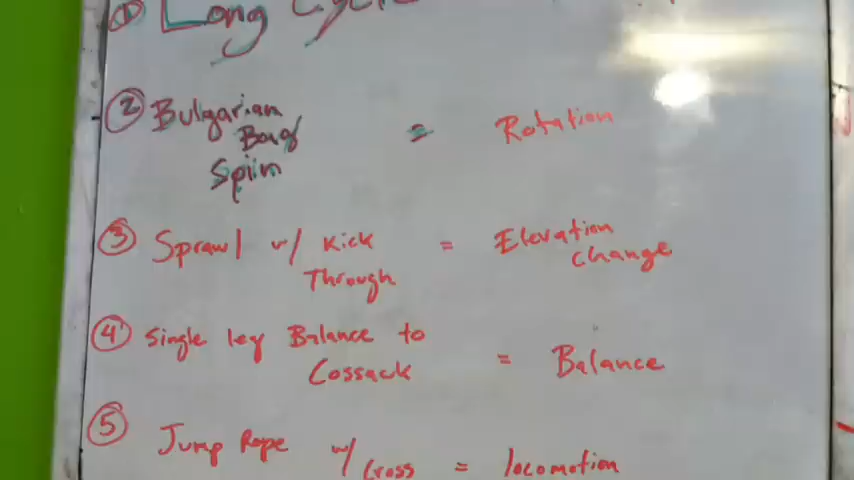 ① Long Cycle
② Bulgarian
Bag
Spin
= Rotation
③ Sprawl w/ Kick
Through
= Elevation
change
④ Single leg Balance to
Cossack = Balance
⑤ Jump Rope w/ Cross = locomotion